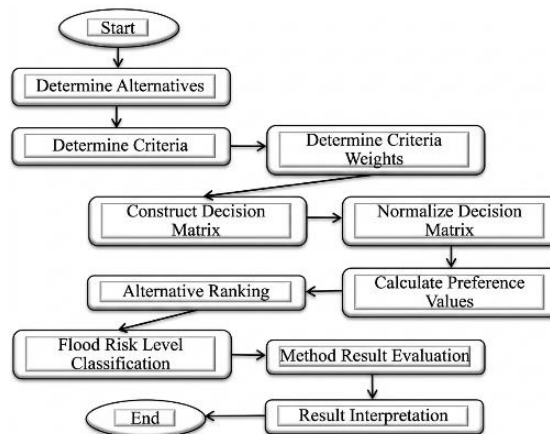 Start
Determine Alternatives
Determine Criteria
Determine Criteria
Weights
Construct Decision
Matrix
Normalize Decision
Matrix
Calculate Preference
Values
Alternative Ranking
Flood Risk Level
Classification
Method Result Evaluation
Result Interpretation
End